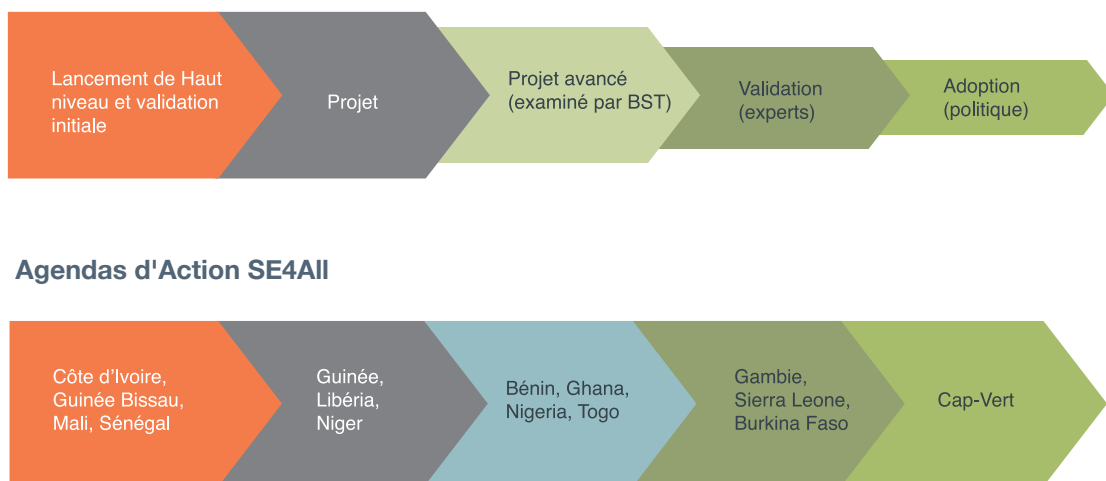 Lancement de Haut
niveau et validation
initiale
Projet
Projet avancé
(examiné par BST)
Validation
(experts)
Adoption
(politique)
Agendas d'Action SE4All
Côte d'Ivoire,
Guinée Bissau,
Mali, Sénégal
Guinée,
Libéria,
Niger
Bénin, Ghana,
Nigeria, Togo
Gambie,
Sierra Leone,
Burkina Faso
Cap-Vert